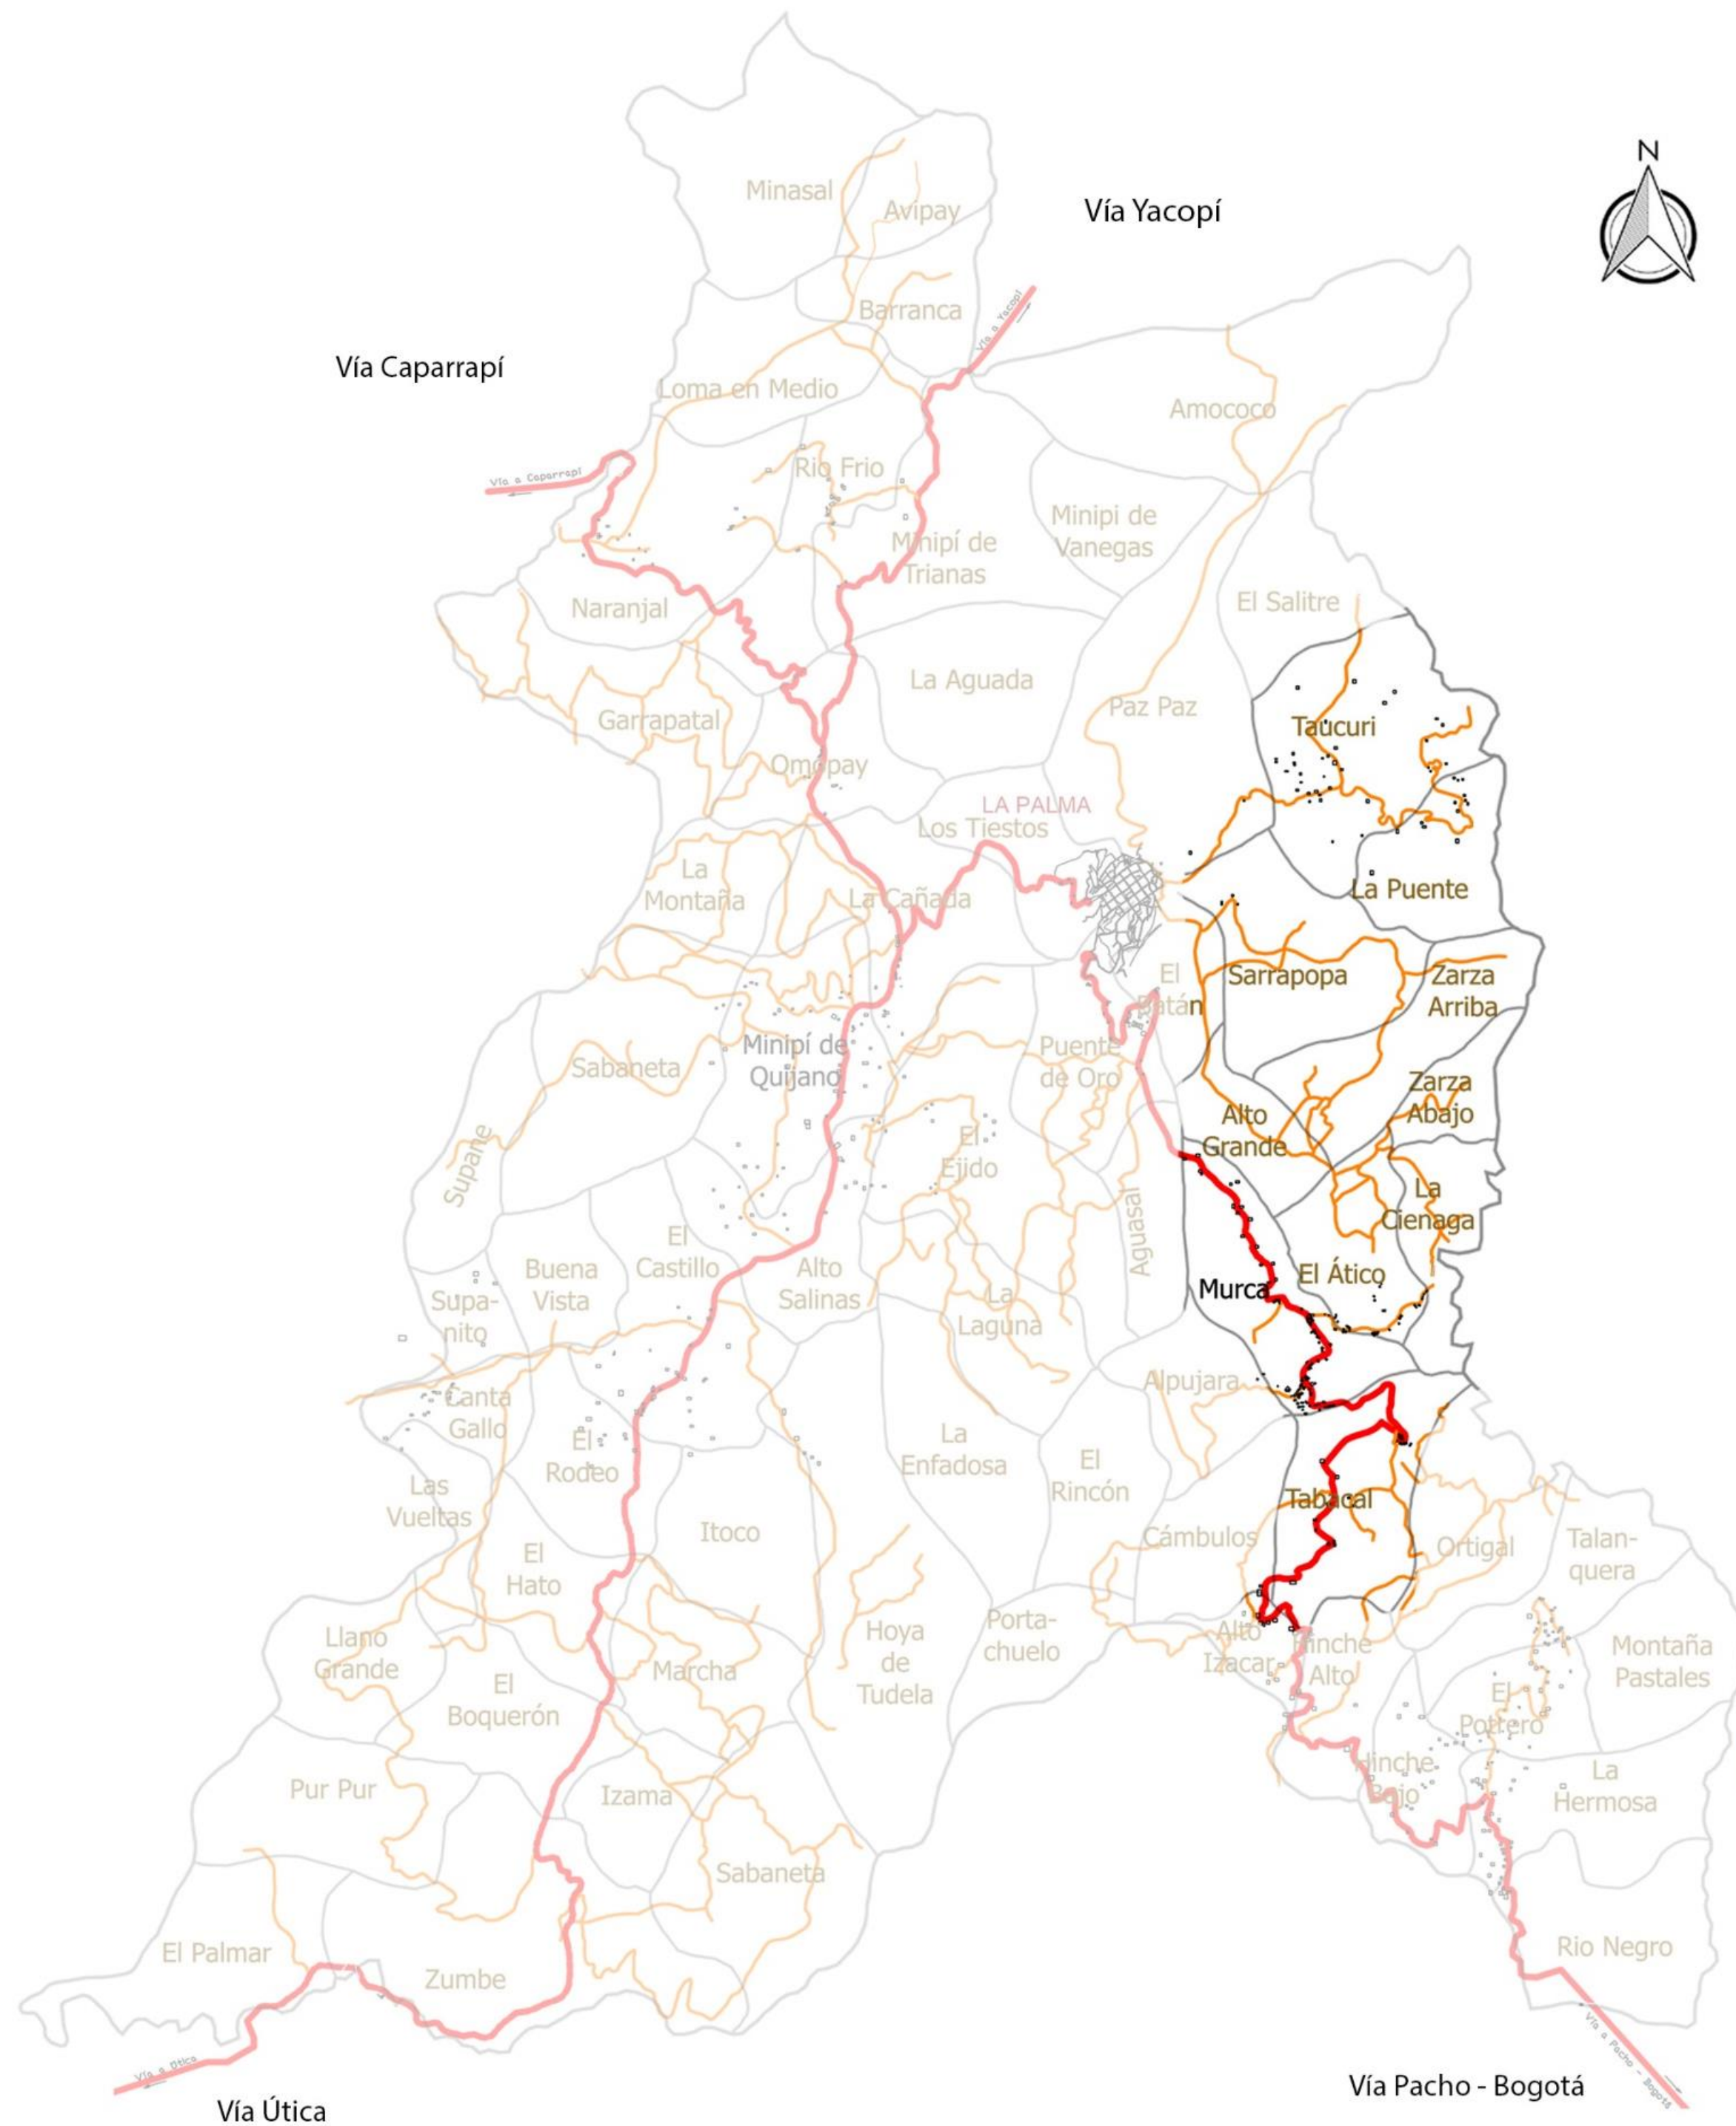 N
Minasal
Avipay
Vía Yacopí
Barranca
Vía a Yacopí
Vía Caparrapí
Loma en Medio
Amococo
Rio Frio
Vía a Caparrapí
Minipi de
Vanegas
Minipí de
Trianas
El Salitre
Naranjal
La Aguada
Paz Paz
Garrapatal
Taucuri
Omopay
LA PALMA
Los Tiestos
La
Montaña
La Cañada
La Puente
El
Batán
Sarrapopa
Zarza
Arriba
Minipí de
Quijano
Puente
de Oro
Sabaneta
Zarza
Abajo
Alto
Grande
Supane
El
Ejido
La
Cienaga
Aguasal
El
Castillo
Buena
Vista
Alto
Salinas
El Ático
Murca
Supa-
nito
La
Laguna
Alpujara
Canta
Gallo
El
Rodeo
La
Enfadosa
El
Rincón
Las
Vueltas
Tabacal
Itoco
Cámbulos
Ortigal
Talan-
quera
El
Hato
Llano
Grande
Hoya
de
Tudela
Porta-
chuelo
Alto
Izacar
Hinche
Alto
Montaña
Pastales
Marcha
El
Boquerón
El
Potrero
Hinche
Bajo
Pur Pur
Izama
La
Hermosa
Sabaneta
El Palmar
Zumbe
Rio Negro
Vía a Utica
Vía a Pacho - Bogotá
Vía Pacho - Bogotá
Vía Útica